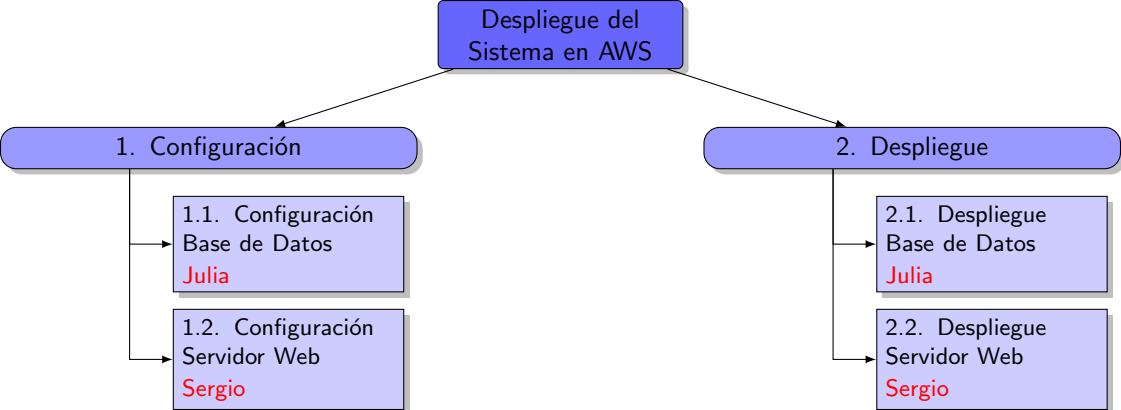 Despliegue del
Sistema en AWS
1. Configuración
1.1. Configuración
Base de Datos
Julia
1.2. Configuración
Servidor Web
Sergio
2. Despliegue
2.1. Despliegue
Base de Datos
Julia
2.2. Despliegue
Servidor Web
Sergio